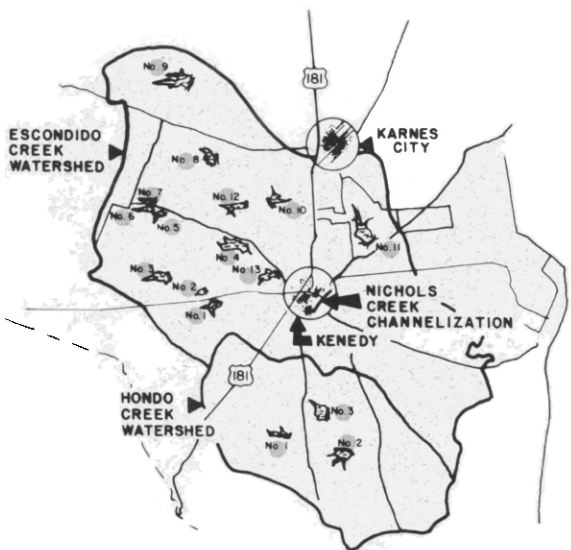 No 9
181
ESCONDIDO
CREEK
WATERSHED
KARNES
CITY
No. 8
No. 7
No. 12
No. 6
No. 10
No. 5
No. 11
No. 4
No. 3
No. 13
No. 2
No. 1
NICHOLS
CREEK
CHANNELIZATION
KENEDY
181
HONDO
CREEK
WATERSHED
No. 3
No. 1
No. 2